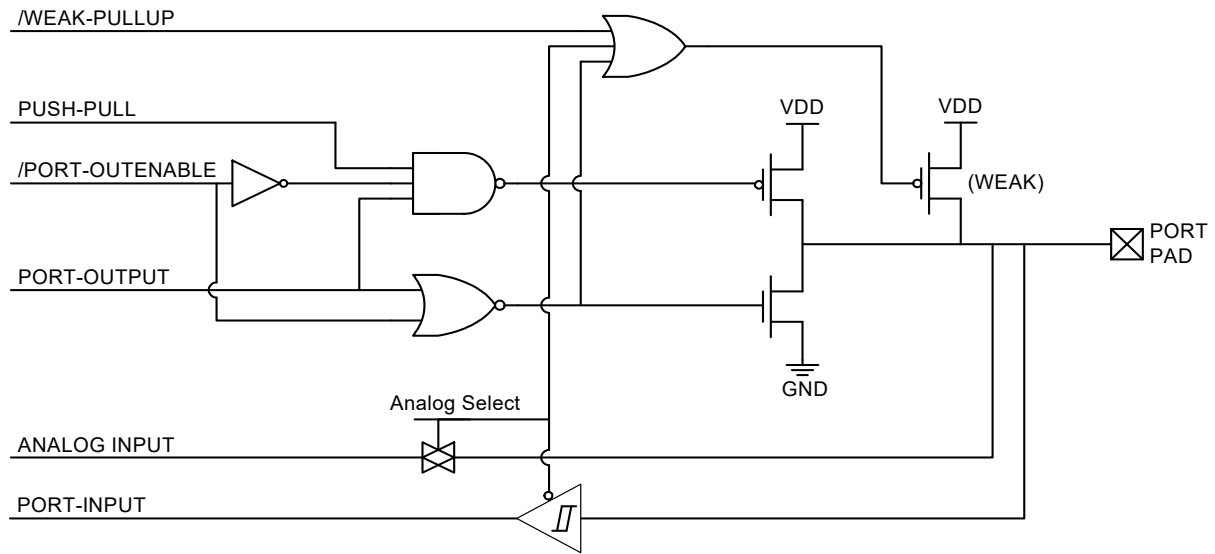 /WEAK-PULLUP
PUSH-PULL
VDD
VDD
/PORT-OUTENABLE
(WEAK)
PORT
PAD
PORT-OUTPUT
GND
Analog Select
ANALOG INPUT
PORT-INPUT